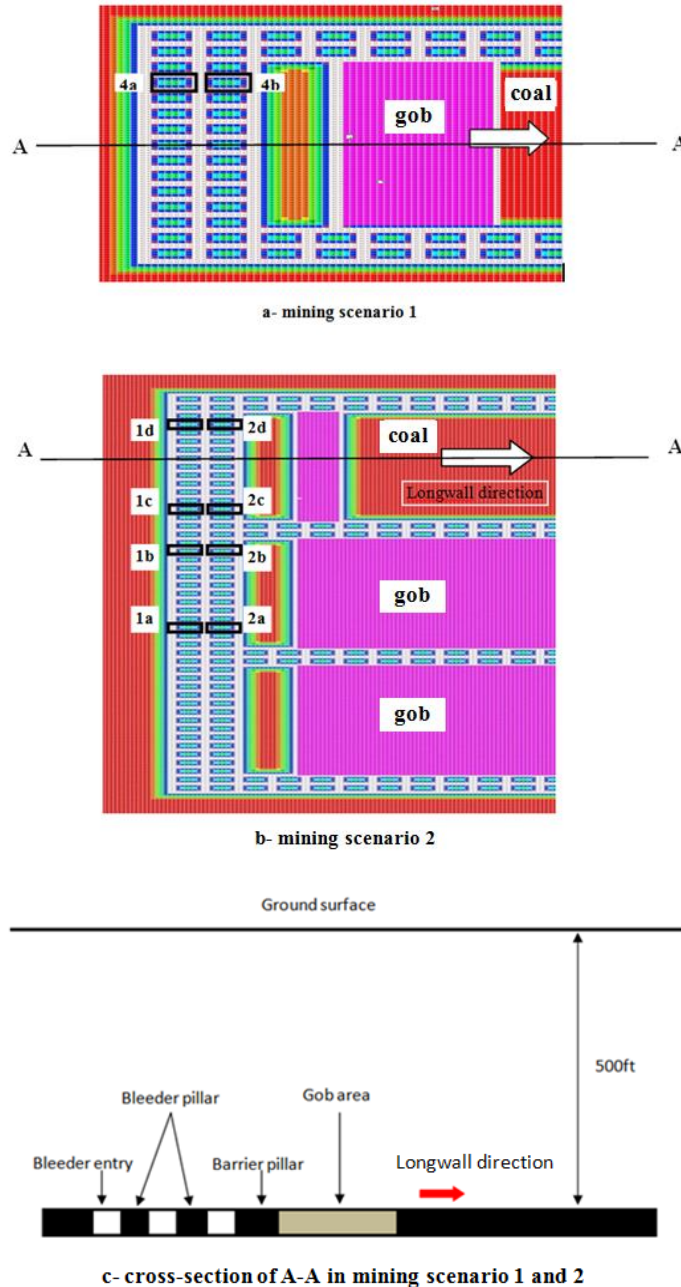 4a
4b
gob
coal
A
A
a- mining scenario 1
1d
2d
coal
A
A
Longwall direction
1c
2c
1b
2b
gob
1a
2a
gob
b- mining scenario 2
Ground surface
500ft
Bleeder pillar
Gob area
Bleeder entry
Barrier pillar
Longwall direction
c- cross-section of A-A in mining scenario 1 and 2